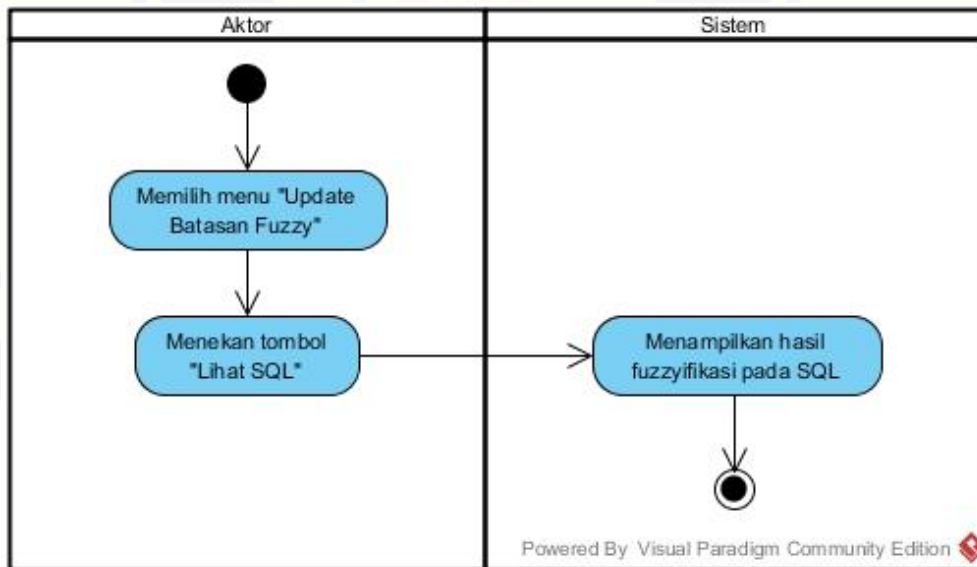 Aktor
Sistem
Memilih menu "Update
Batasan Fuzzy"
Menekan tombol
"Lihat SQL"
Menampilkan hasil
fuzzyifikasi pada SQL
Powered By Visual Paradigm Community Edition